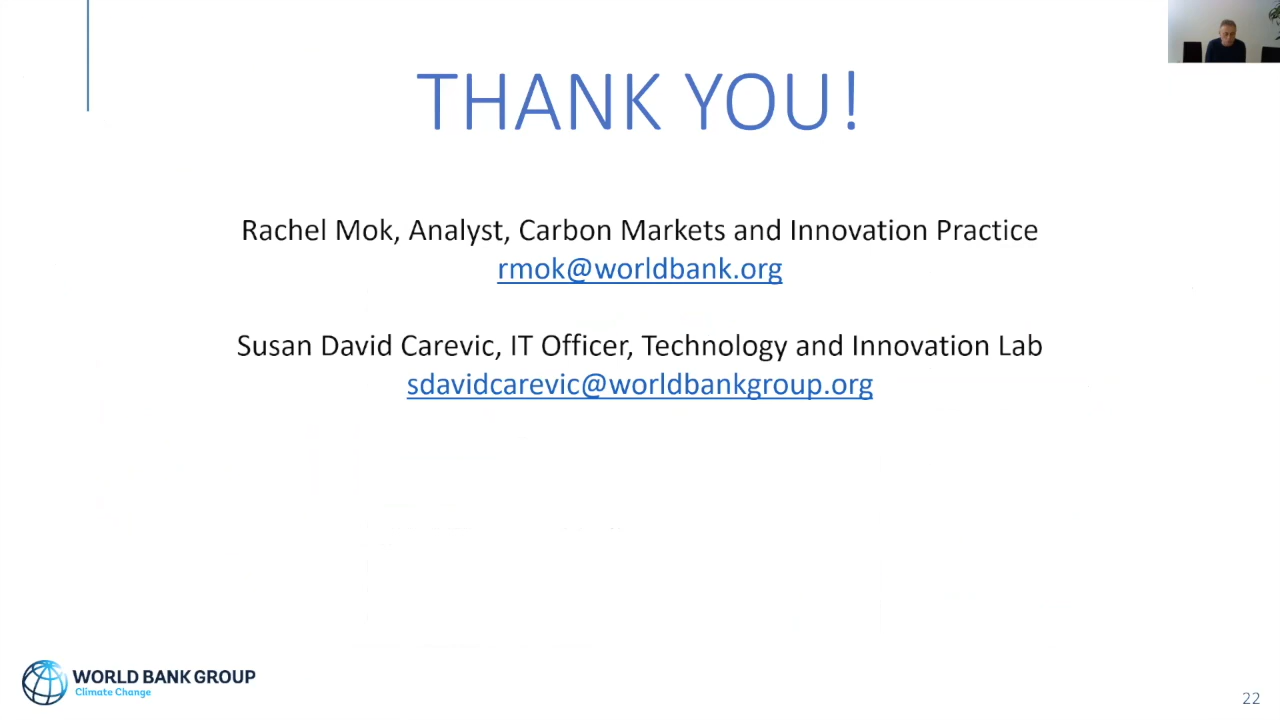 THANK YOU!
Rachel Mok, Analyst, Carbon Markets and Innovation Practice
rmok@worldbank.org
Susan David Carevic, IT Officer, Technology and Innovation Lab
sdavidcarevic@worldbankgroup.org
WORLD BANK GROUP
Climate Change
22